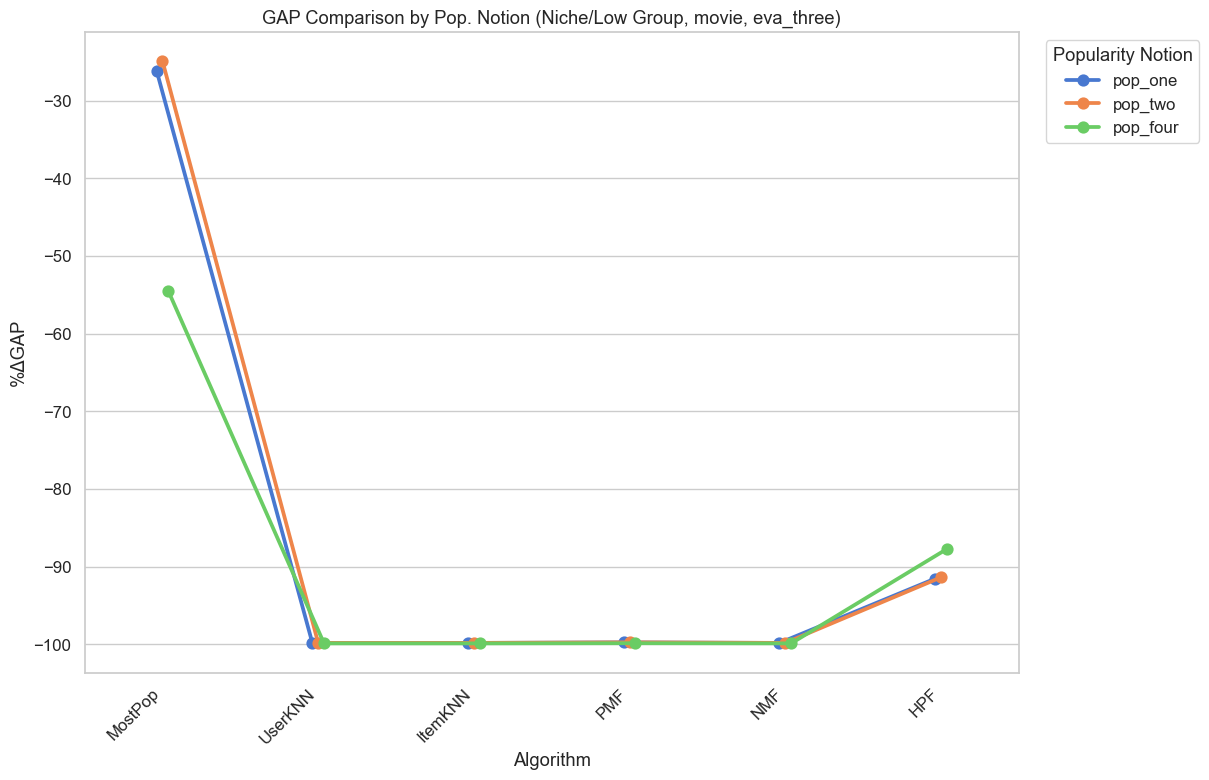 GAP Comparison by Pop. Notion (Niche/Low Group, movie, eva_three)
Popularity Notion
pop_one
pop_two
pop_four
%ΔGAP
−30
−40
−50
−60
−70
−80
−90
−100
MostPop
UserKNN
ItemKNN
PMF
NMF
HPF
Algorithm